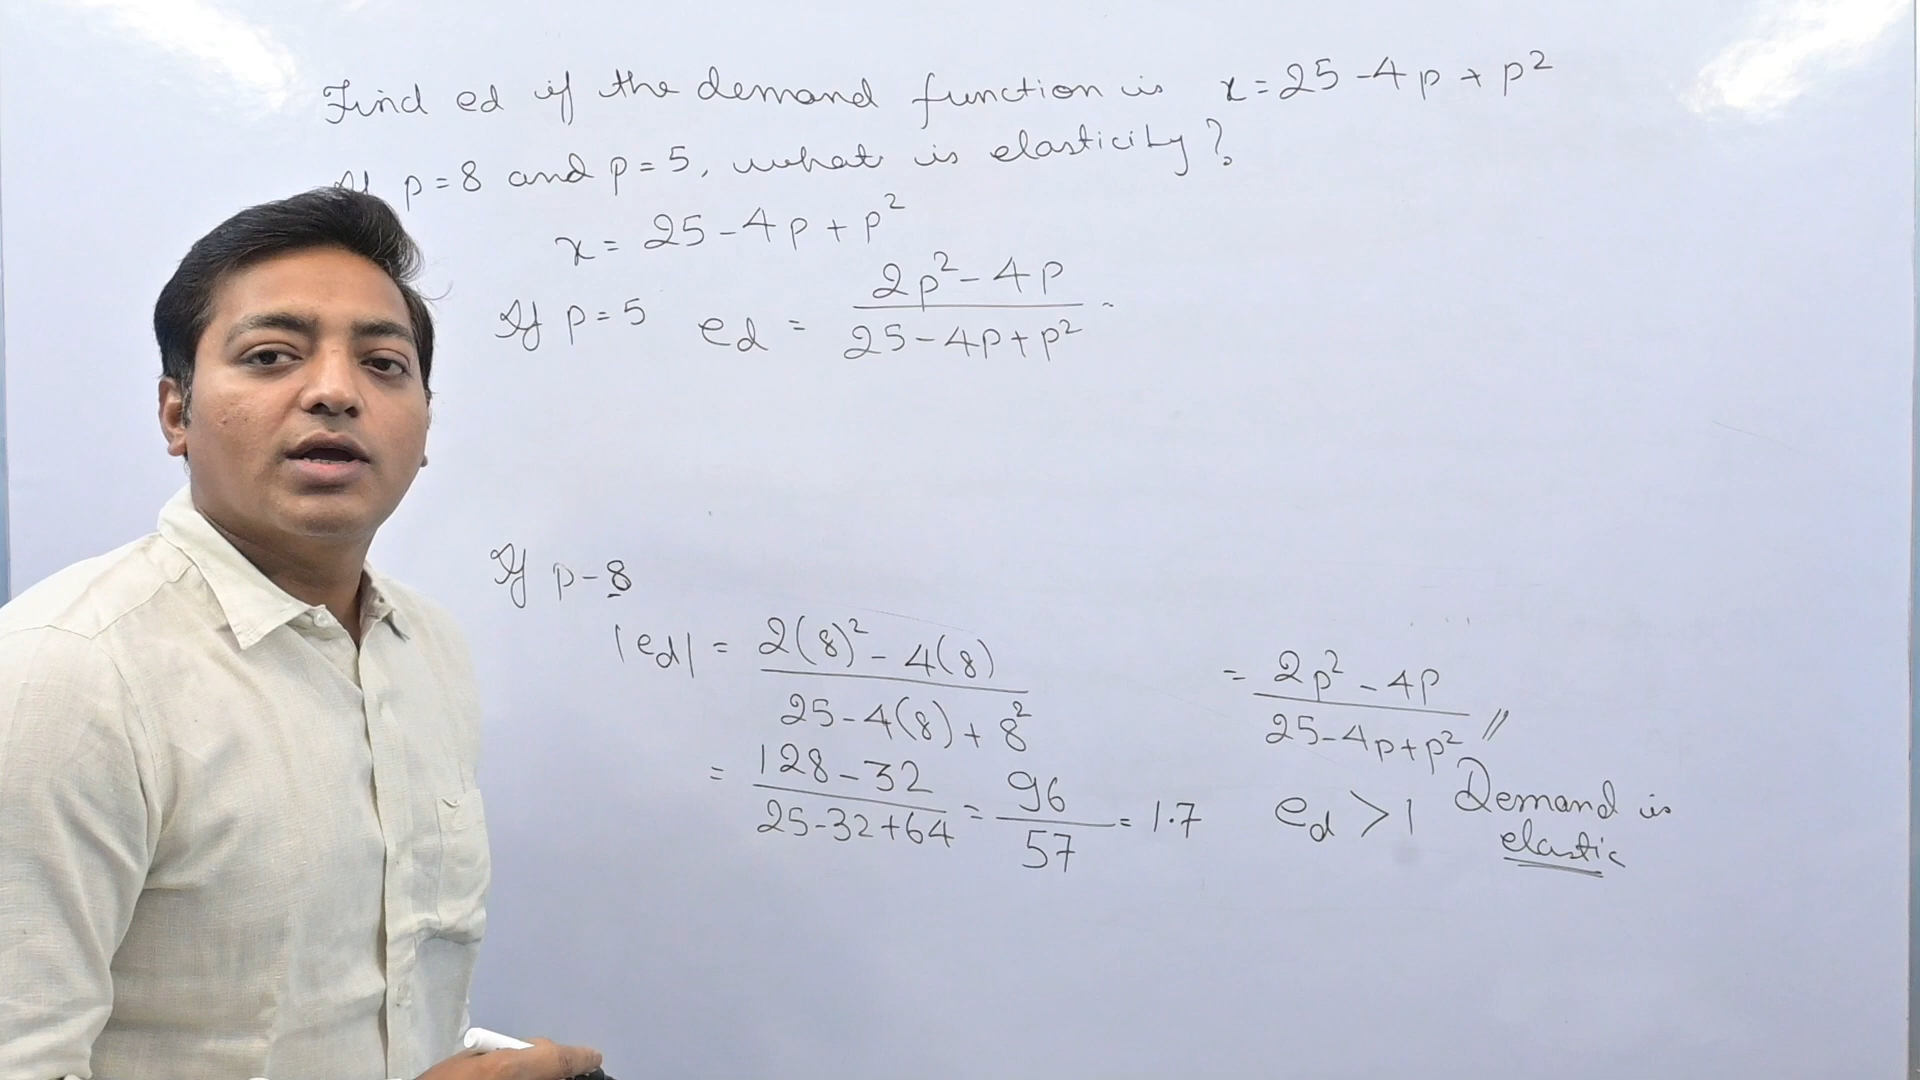 Find ed if the demand function is x = 25 - 4p + p²
If p = 8 and p = 5, what is elasticity?
x = 25 - 4p + p²
If p = 5 ed = 2p² - 4p / 25 - 4p + p² -
If p - 8
|ed| = 2(8)² - 4(8) / 25 - 4(8) + 8²
= 2p² - 4p / 25 - 4p + p² //
= 128 - 32 / 25 - 32 + 64 = 96 / 57 = 1.7
ed > 1 Demand is
elastic